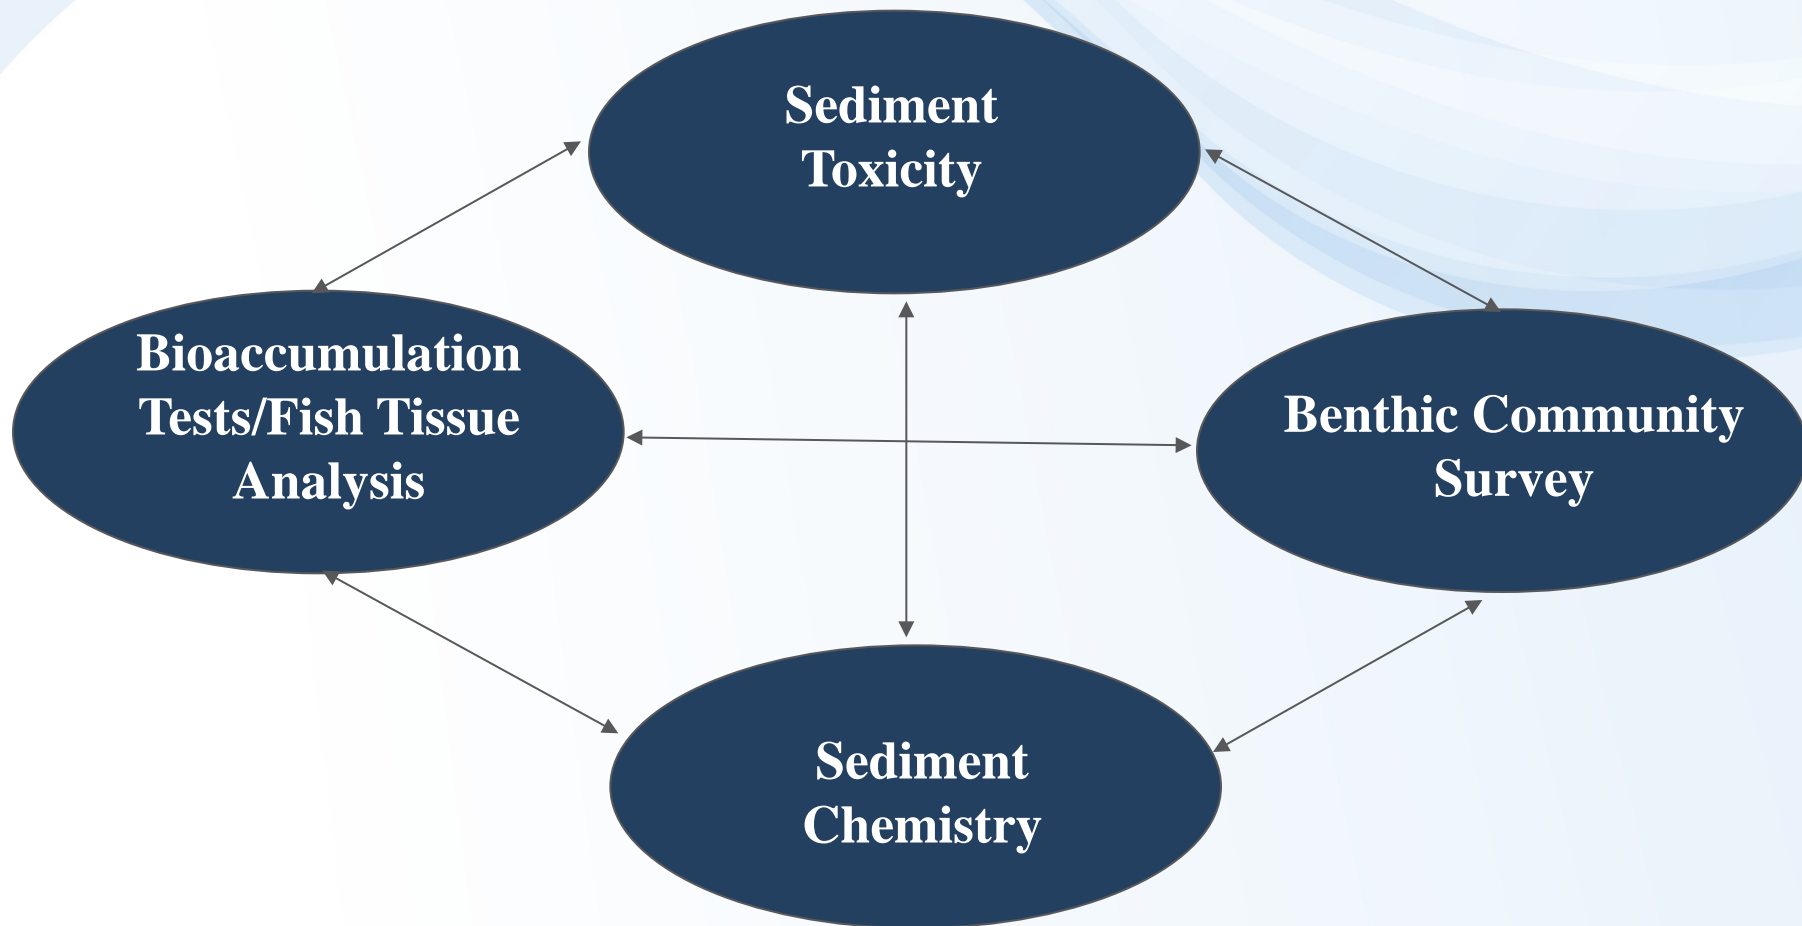 Sediment
Toxicity
Bioaccumulation
Tests/Fish Tissue
Analysis
Benthic Community
Survey
Sediment
Chemistry